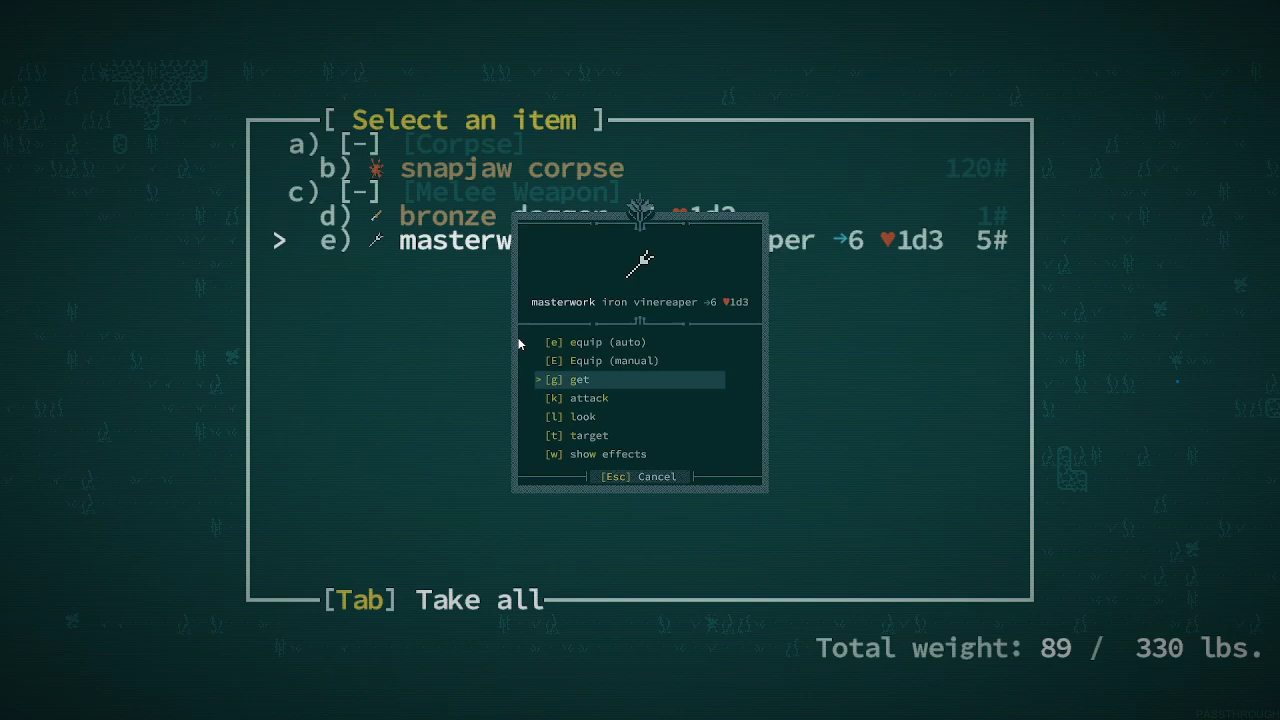 [ Select an item ]
a) [-] [Corpse]
b) snapjaw corpse 120#
c) [-] [Melee Weapon]
d) bronze dagger ♥1d2 1#
> e) masterw per →6 ♥1d3 5#
masterwork iron vinereaper →6 ♥1d3
[e] equip (auto)
[E] Equip (manual)
> [g] get
[k] attack
[l] look
[t] target
[w] show effects
[Esc] Cancel
[Tab] Take all
Total weight: 89 / 330 lbs.